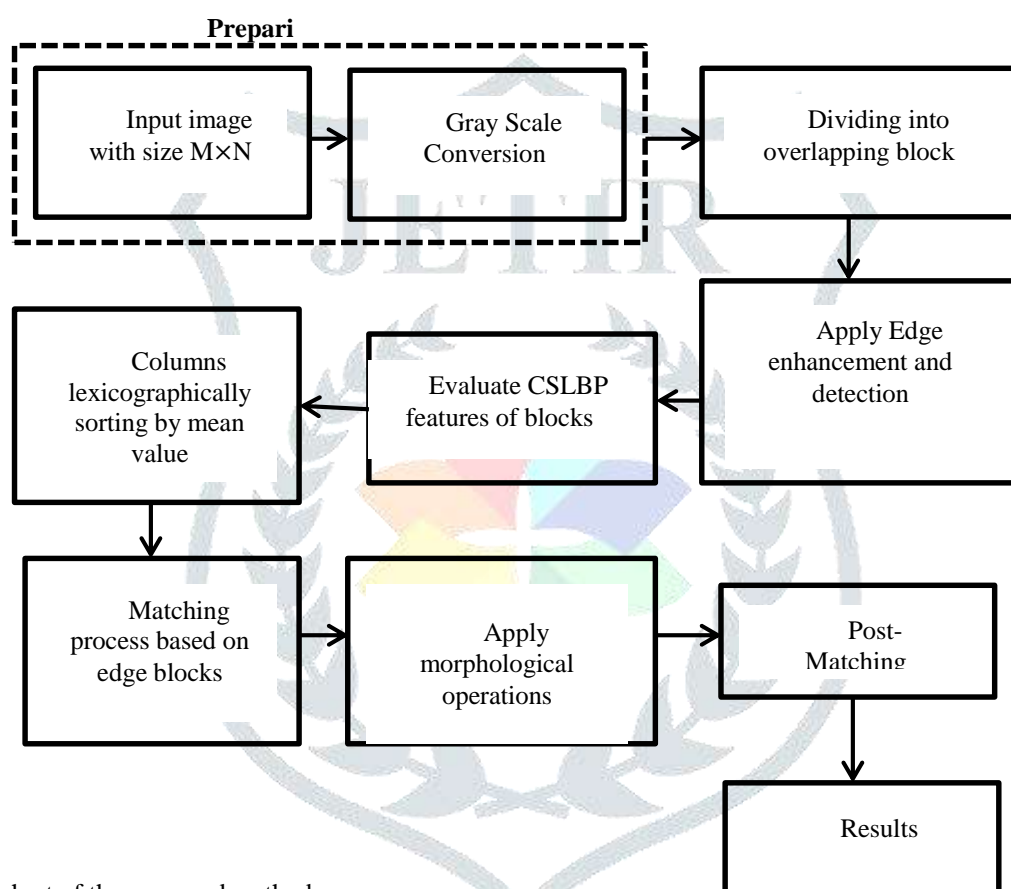 Prepari
Input image
with size M×N
Gray Scale
Conversion
Dividing into
overlapping block
Apply Edge
enhancement and
detection
Evaluate CSLBP
features of blocks
Columns
lexicographically
sorting by mean
value
Matching
process based on
edge blocks
Apply
morphological
operations
Post-
Matching
Results
JETIR